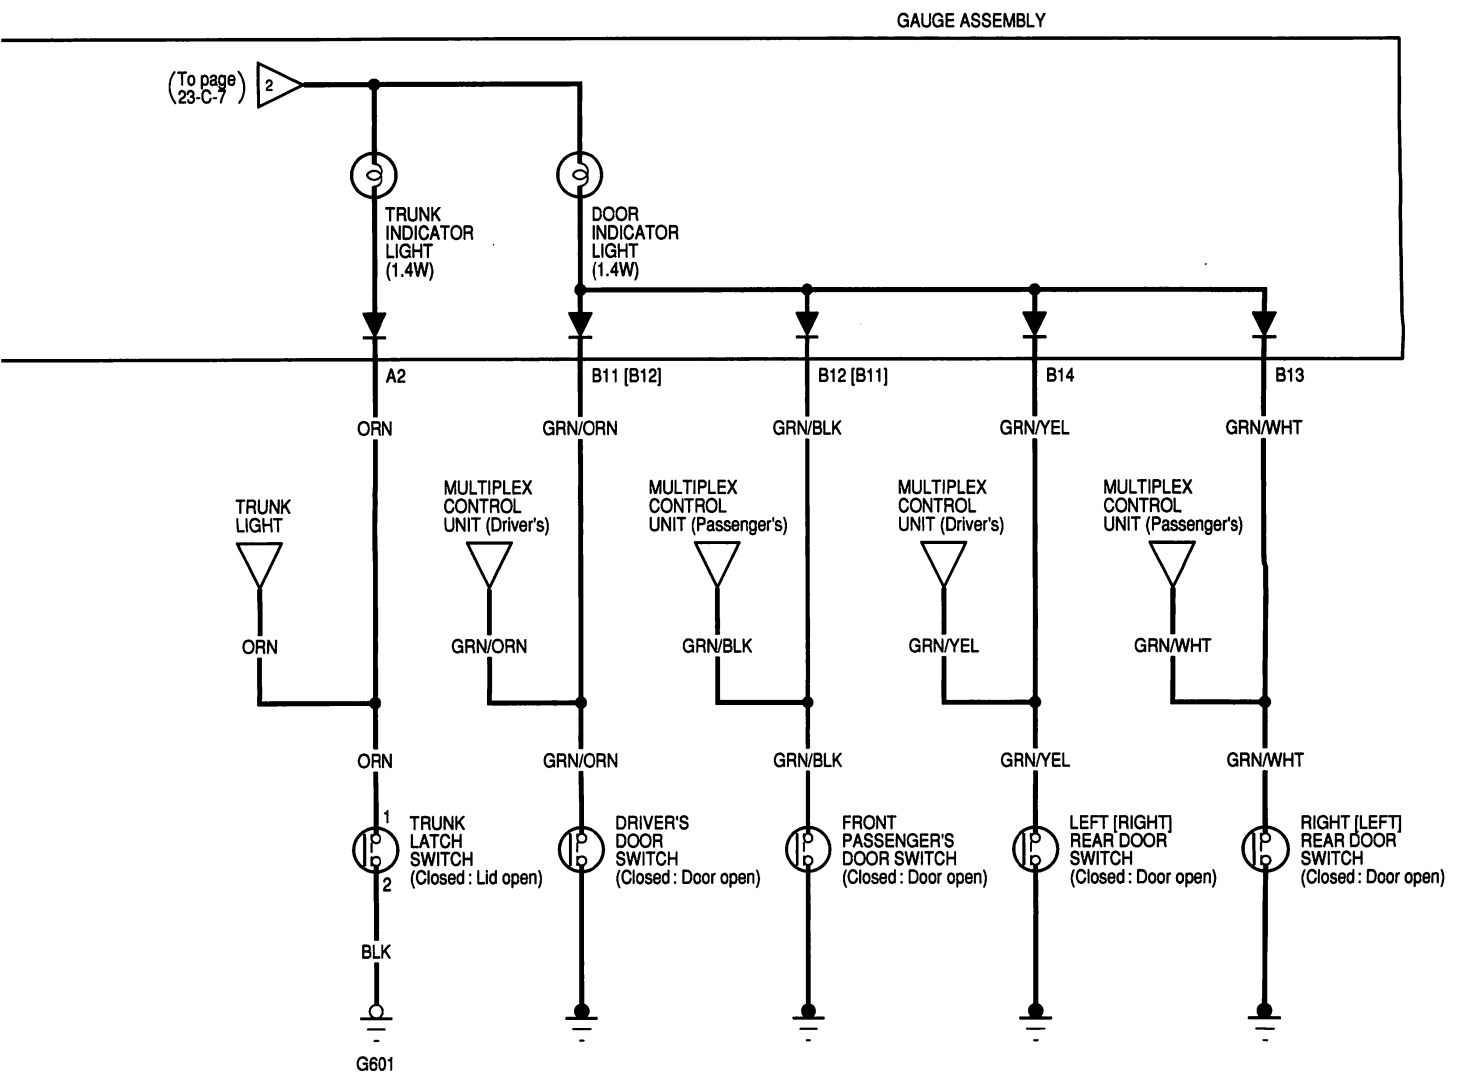 GAUGE ASSEMBLY
(To page
23-C-7)
2
TRUNK
INDICATOR
LIGHT
(1.4W)
DOOR
INDICATOR
LIGHT
(1.4W)
A2
B11 [B12]
B12 [B11]
B14
B13
ORN
GRN/ORN
GRN/BLK
GRN/YEL
GRN/WHT
TRUNK
LIGHT
MULTIPLEX
CONTROL
UNIT (Driver's)
MULTIPLEX
CONTROL
UNIT (Passenger's)
MULTIPLEX
CONTROL
UNIT (Driver's)
MULTIPLEX
CONTROL
UNIT (Passenger's)
ORN
GRN/ORN
GRN/BLK
GRN/YEL
GRN/WHT
ORN
GRN/ORN
GRN/BLK
GRN/YEL
GRN/WHT
1
TRUNK
LATCH
SWITCH
(Closed : Lid open)
2
DRIVER'S
DOOR
SWITCH
(Closed : Door open)
FRONT
PASSENGER'S
DOOR SWITCH
(Closed : Door open)
LEFT [RIGHT]
REAR DOOR
SWITCH
(Closed : Door open)
RIGHT [LEFT]
REAR DOOR
SWITCH
(Closed : Door open)
BLK
G601